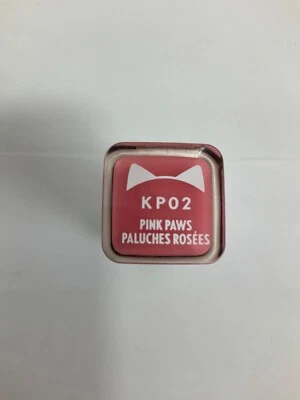 KP02
PINK PAWS
PALUCHES ROSÉES